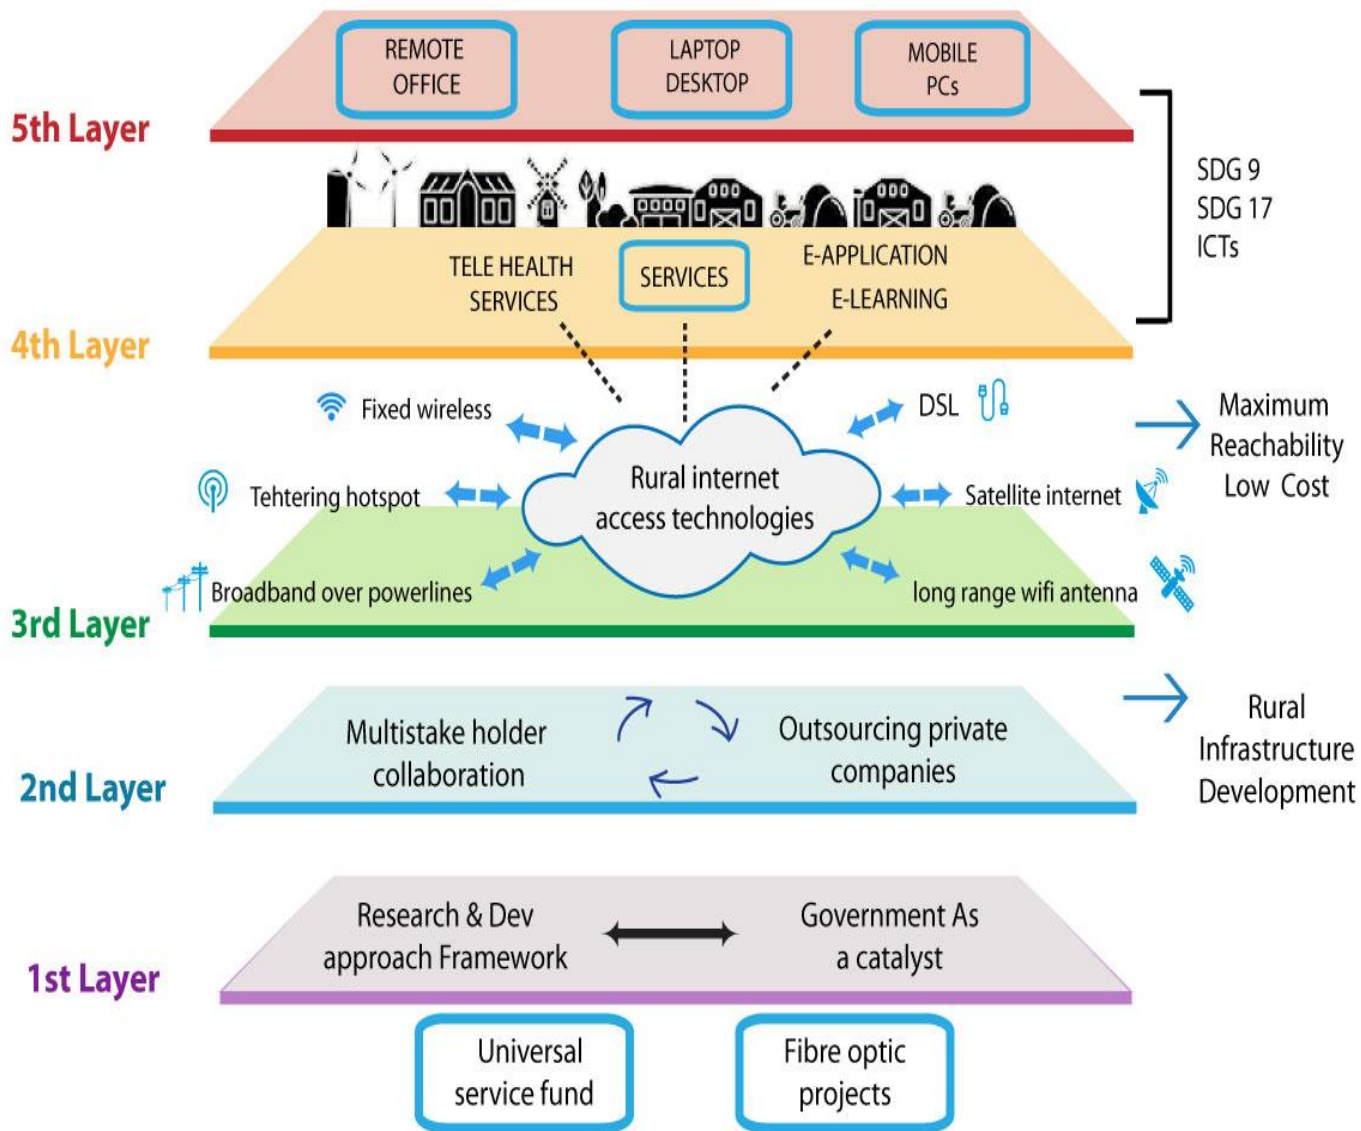 REMOTE
OFFICE
LAPTOP
DESKTOP
MOBILE
PCs
5th Layer
SDG 9
SDG 17
ICTs
TELE HEALTH
SERVICES
SERVICES
E-APPLICATION
E-LEARNING
4th Layer
Fixed wireless
DSL
Maximum
Reachability
Low Cost
Rural internet
access technologies
Tehtering hotspot
Satellite internet
Broadband over powerlines
long range wifi antenna
3rd Layer
Multistake holder
collaboration
Outsourcing private
companies
Rural
Infrastructure
Development
2nd Layer
Research & Dev
approach Framework
Government As
a catalyst
1st Layer
Universal
service fund
Fibre optic
projects